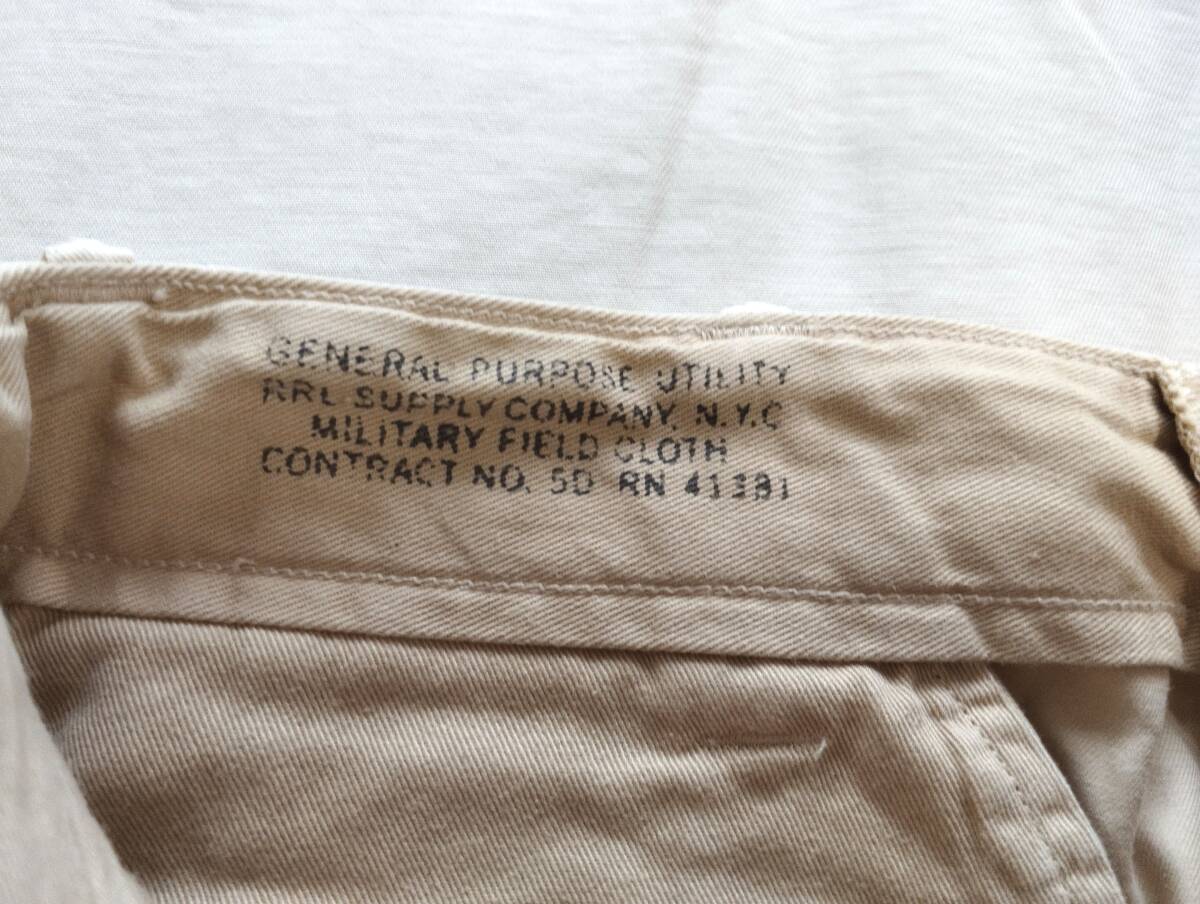 GENERAL PURPOSE UTILITY
RRL SUPPLY COMPANY, N.Y.C
MILITARY FIELD CLOTH
CONTRACT NO. 5D RN 41381